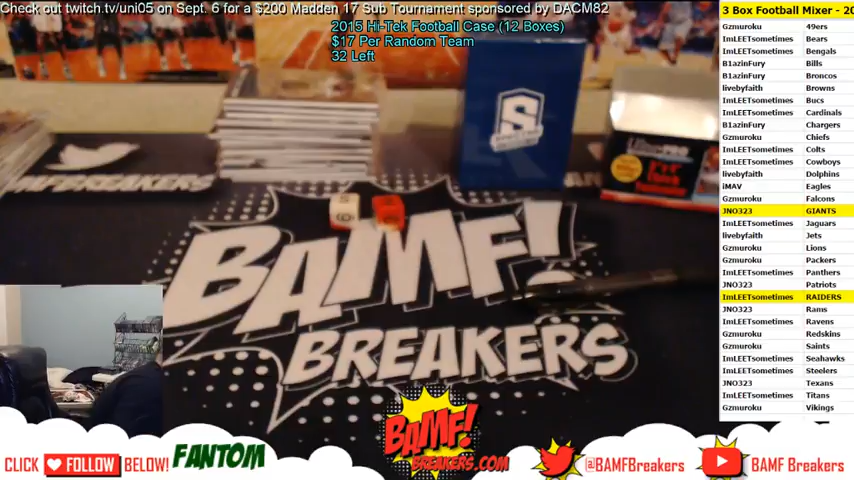 Check out twitch.tv/uni05 on Sept. 6 for a $200 Madden 17 Sub Tournament sponsored by DACM82
2015 Hi-Tek Football Case (12 Boxes)
$17 Per Random Team
32 Left
3 Box Football Mixer - 20
Gzmuroku 49ers
ImLEETsometimes Bears
ImLEETsometimes Bengals
B1azinFury Bills
B1azinFury Broncos
livebyfaith Browns
ImLEETsometimes Bucs
ImLEETsometimes Cardinals
B1azinFury Chargers
Gzmuroku Chiefs
ImLEETsometimes Colts
ImLEETsometimes Cowboys
livebyfaith Dolphins
iMAV Eagles
Gzmuroku Falcons
JNO323 GIANTS
ImLEETsometimes Jaguars
livebyfaith Jets
Gzmuroku Lions
Gzmuroku Packers
ImLEETsometimes Panthers
JNO323 Patriots
ImLEETsometimes RAIDERS
JNO323 Rams
ImLEETsometimes Ravens
Gzmuroku Redskins
Gzmuroku Saints
ImLEETsometimes Seahawks
ImLEETsometimes Steelers
JNO323 Texans
ImLEETsometimes Titans
Gzmuroku Vikings
BAMF!
BREAKERS
CLICK FOLLOW BELOW!
FANTOM
BAMF!
BREAKERS.COM
@BAMFBreakers
BAMF Breakers